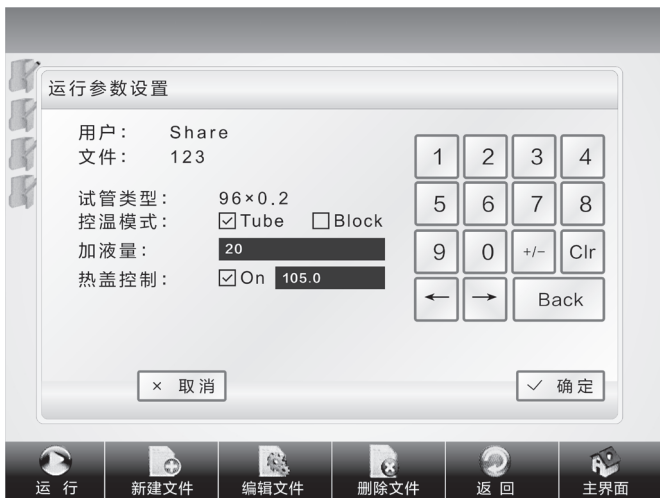 运行参数设置
用户： Share
文件： 123
试管类型： 96×0.2
控温模式： Tube Block
加液量： 20
热盖控制： On 105.0
1 2 3 4
5 6 7 8
9 0 +/− Clr
← → Back
× 取消
✓ 确定
运 行 新建文件 编辑文件 删除文件 返 回 主界面